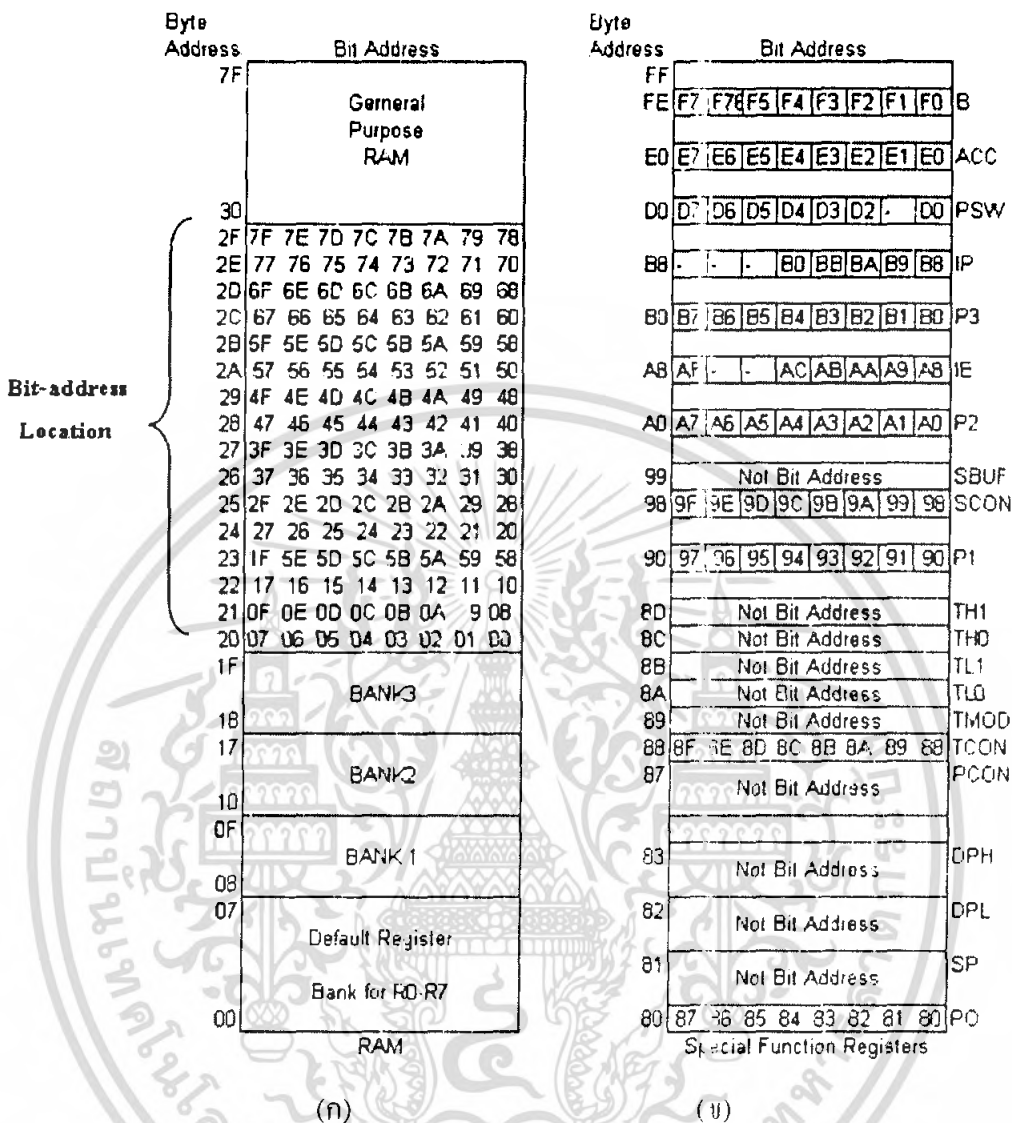 Byte
Address Bit Address
7F
Gerneral
Purpose
RAM
30
2F 7F 7E 7D 7C 7B 7A 79 78
2E 77 76 75 74 73 72 71 70
2D 6F 6E 6D 6C 6B 6A 69 68
2C 67 66 65 64 63 62 61 60
2B 5F 5E 5D 5C 5B 5A 59 58
2A 57 56 55 54 53 52 51 50
29 4F 4E 4D 4C 4B 4A 49 48
28 47 46 45 44 43 42 41 40
27 3F 3E 3D 3C 3B 3A 39 38
26 37 36 35 34 33 32 31 30
25 2F 2E 2D 2C 2B 2A 29 28
24 27 26 25 24 23 22 21 20
23 1F 5E 5D 5C 5B 5A 59 58
22 17 16 15 14 13 12 11 10
21 0F 0E 0D 0C 0B 0A 9 08
20 07 06 05 04 03 02 01 00
Bit-address
Location
1F
BANK3
18
17
BANK2
10
0F
BANK 1
08
07
Default Register
Bank for R0-R7
00
RAM
(ก)
Byte
Address Bit Address
FF
FE F7 F76 F5 F4 F3 F2 F1 F0 B
E0 E7 E6 E5 E4 E3 E2 E1 E0 ACC
D0 D7 D6 D5 D4 D3 D2 - D0 PSW
B8 - - - B0 BB BA B9 B8 IP
B0 B7 B6 B5 B4 B3 B2 B1 B0 P3
A8 AF - - AC AB AA A9 A8 IE
A0 A7 A6 A5 A4 A3 A2 A1 A0 P2
99 Not Bit Address SBUF
98 9F 9E 9D 9C 9B 9A 99 98 SCON
90 97 96 95 94 93 92 91 90 P1
8D Not Bit Address TH1
8C Not Bit Address TH0
8B Not Bit Address TL1
8A Not Bit Address TL0
89 Not Bit Address TMOD
88 8F 8E 8D 8C 8B 8A 89 88 TCON
87 Not Bit Address PCON
83 Not Bit Address DPH
82 Not Bit Address DPL
81 Not Bit Address SP
80 87 86 85 84 83 82 81 80 P0
Special Function Registers
(ข)